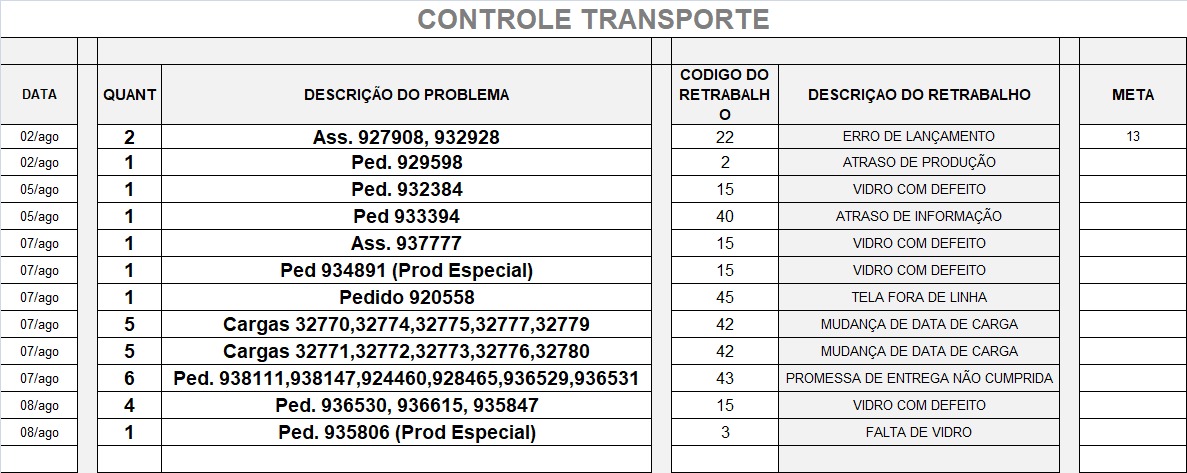 CONTROLE TRANSPORTE
DATA QUANT DESCRIÇÃO DO PROBLEMA CODIGO DO RETRABALH O DESCRIÇAO DO RETRABALHO META
02/ago 2 Ass. 927908, 932928 22 ERRO DE LANÇAMENTO 13
02/ago 1 Ped. 929598 2 ATRASO DE PRODUÇÃO
05/ago 1 Ped. 932384 15 VIDRO COM DEFEITO
05/ago 1 Ped 933394 40 ATRASO DE INFORMAÇÃO
07/ago 1 Ass. 937777 15 VIDRO COM DEFEITO
07/ago 1 Ped 934891 (Prod Especial) 15 VIDRO COM DEFEITO
07/ago 1 Pedido 920558 45 TELA FORA DE LINHA
07/ago 5 Cargas 32770,32774,32775,32777,32779 42 MUDANÇA DE DATA DE CARGA
07/ago 5 Cargas 32771,32772,32773,32776,32780 42 MUDANÇA DE DATA DE CARGA
07/ago 6 Ped. 938111,938147,924460,928465,936529,936531 43 PROMESSA DE ENTREGA NÃO CUMPRIDA
08/ago 4 Ped. 936530, 936615, 935847 15 VIDRO COM DEFEITO
08/ago 1 Ped. 935806 (Prod Especial) 3 FALTA DE VIDRO